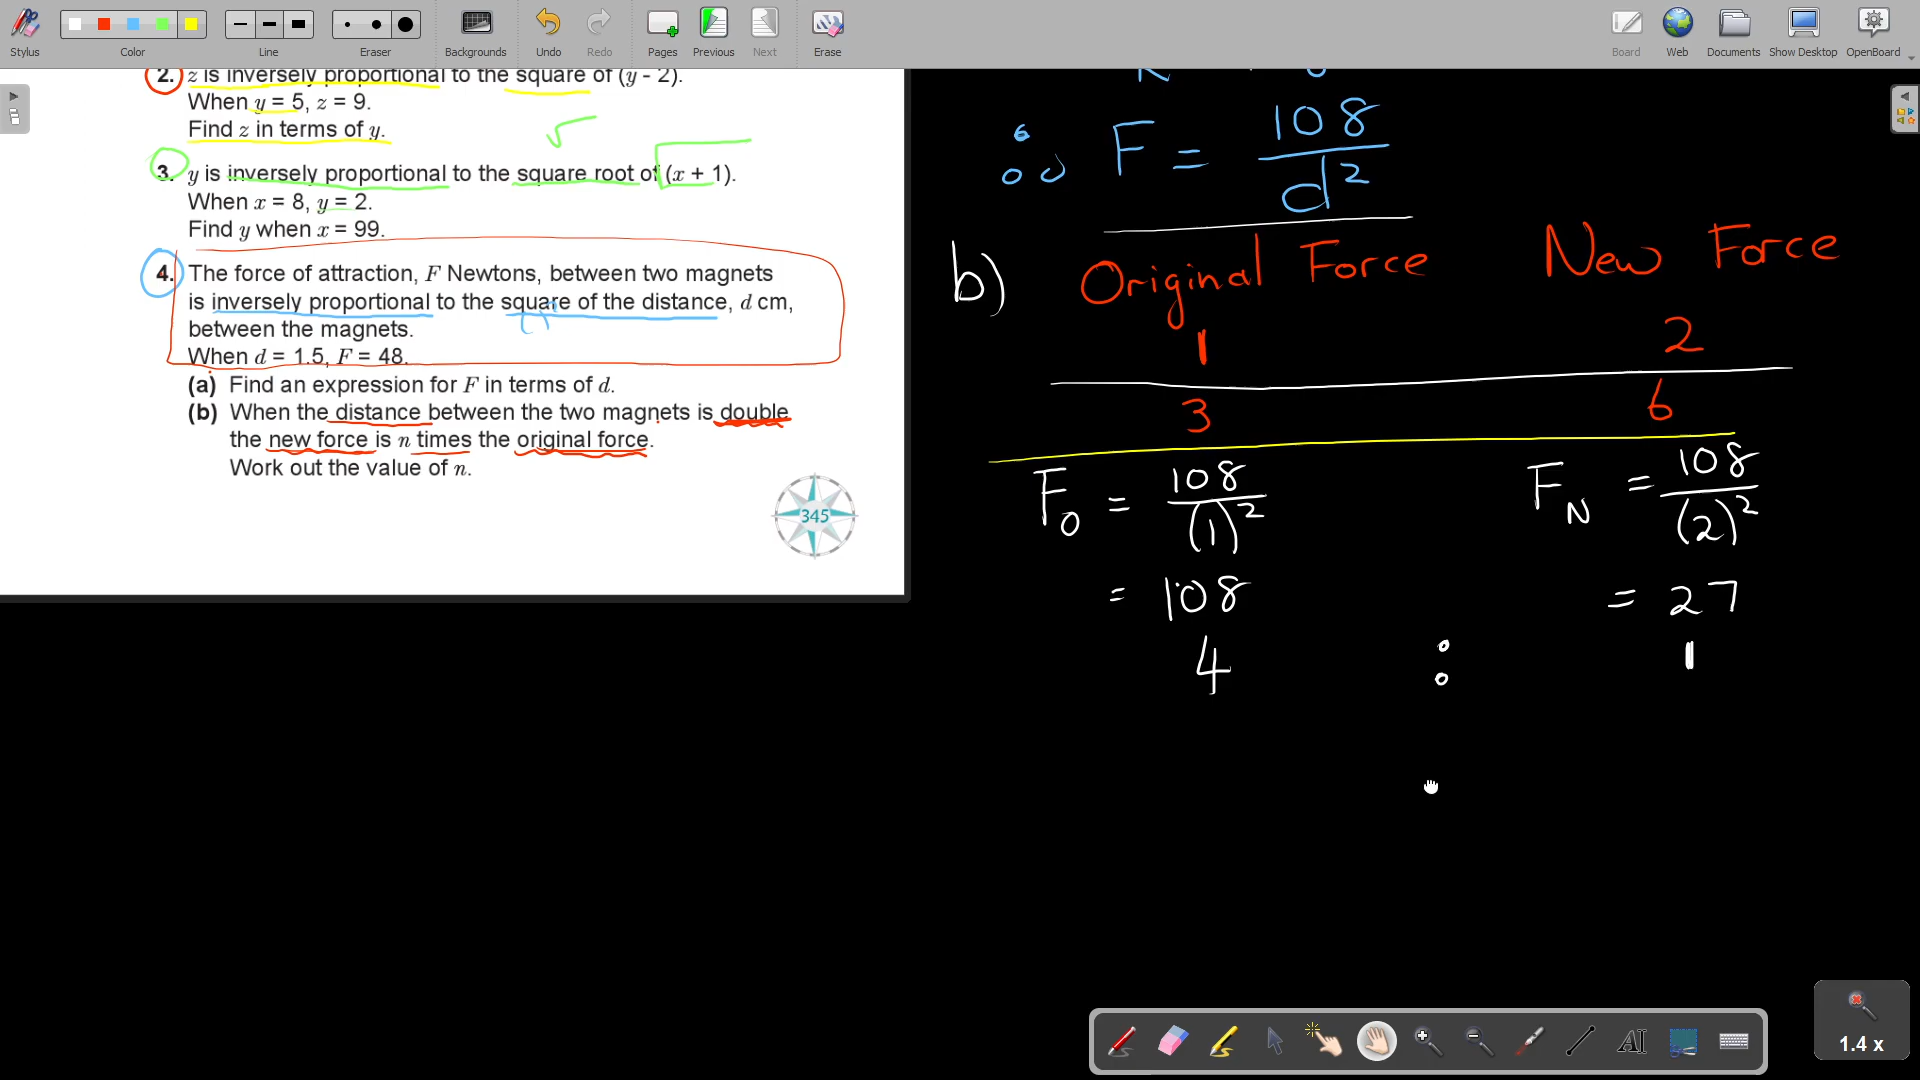 Stylus
Color
Line
Eraser
Backgrounds
Undo
Redo
Pages
Previous
Next
Erase
Board
Web
Documents
Show Desktop
OpenBoard
2. z is inversely proportional to the square of (y - 2).
When y = 5, z = 9.
Find z in terms of y.
3. y is inversely proportional to the square root of (x + 1).
When x = 8, y = 2.
Find y when x = 99.
4. The force of attraction, F Newtons, between two magnets
is inversely proportional to the square of the distance, d cm,
between the magnets.
When d = 1.5, F = 48.
(a) Find an expression for F in terms of d.
(b) When the distance between the two magnets is double
the new force is n times the original force.
Work out the value of n.
345
√
F = 108/d²
b) Original Force New Force
1 2
3 6
F_O = 108/(1)² F_N = 108/(2)²
= 108 = 27
4 : 1
AI
1.4 x